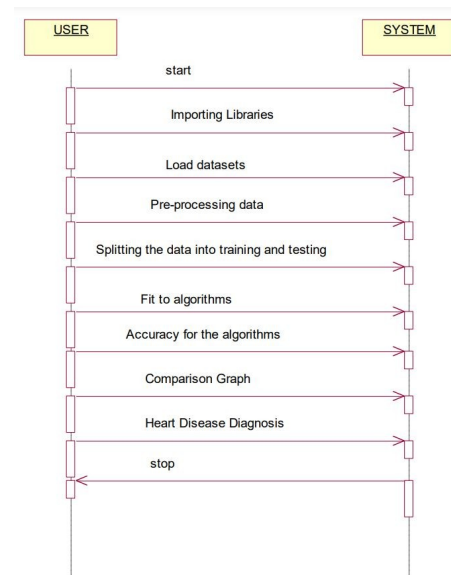 USER
SYSTEM
start
Importing Libraries
Load datasets
Pre-processing data
Splitting the data into training and testing
Fit to algorithms
Accuracy for the algorithms
Comparison Graph
Heart Disease Diagnosis
stop